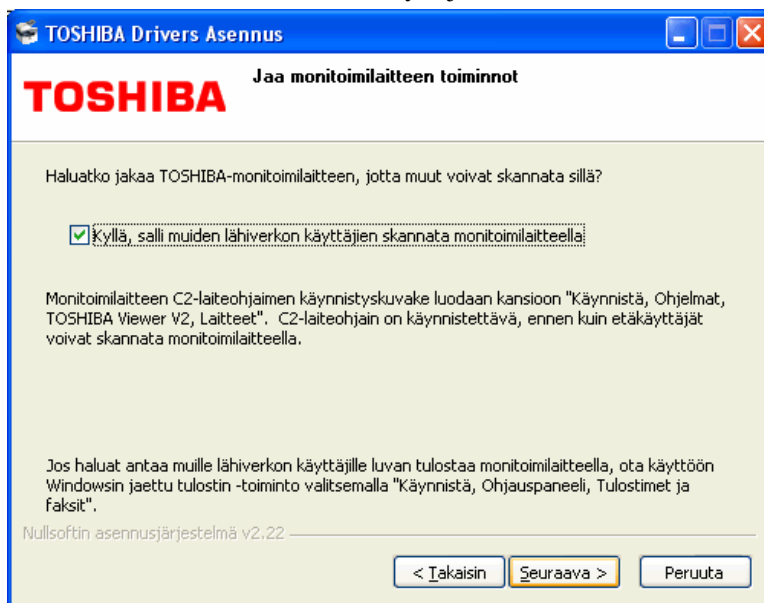 TOSHIBA Drivers Asennus
TOSHIBA
Jaa monitoimilaitteen toiminnot
Haluatko jakaa TOSHIBA-monitoimilaitteen, jotta muut voivat skannata sillä?
Kyllä, salli muiden lähiverkon käyttäjien skannata monitoimilaitteella
Monitoimilaitteen C2-laiteohjaimen käynnistyskuvake luodaan kansioon "Käynnistä, Ohjelmat,
TOSHIBA Viewer V2, Laitteet". C2-laiteohjain on käynnistettävä, ennen kuin etäkäyttäjät
voivat skannata monitoimilaitteella.
Jos haluat antaa muille lähiverkon käyttäjille luvan tulostaa monitoimilaitteella, ota käyttöön
Windowsin jaettu tulostin -toiminto valitsemalla "Käynnistä, Ohjauspaneeli, Tulostimet ja
faksit".
Nullsoftin asennusjärjestelmä v2.22
< Takaisin Seuraava > Peruuta